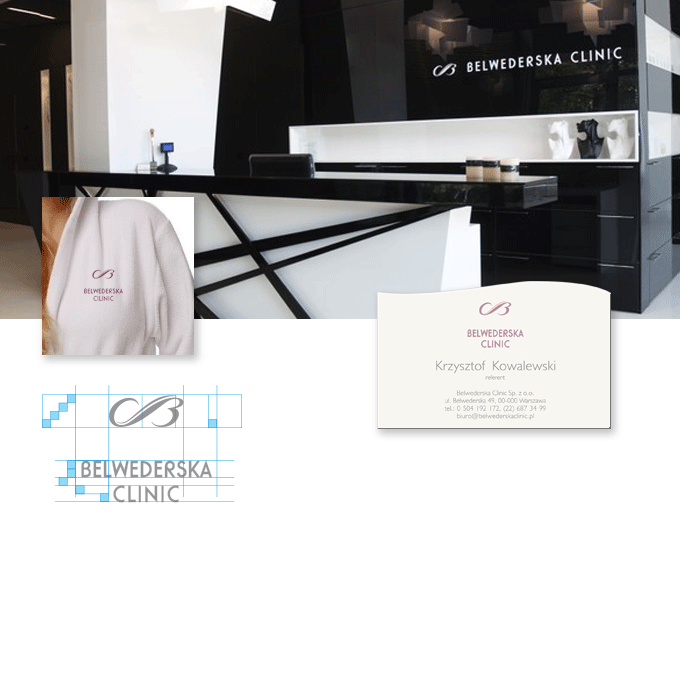 BELWEDERSKA CLINIC
BELWEDERSKA
CLINIC
BELWEDERSKA
CLINIC
Krzysztof Kowalewski
referent
Belwederska Clinic Sp. z o.o.
ul. Belwederska 49, 00-000 Warszawa
tel.: 0 504 192 172, (22) 687 34 99
biuro@belwederskaclinic.pl
BELWEDERSKA
CLINIC